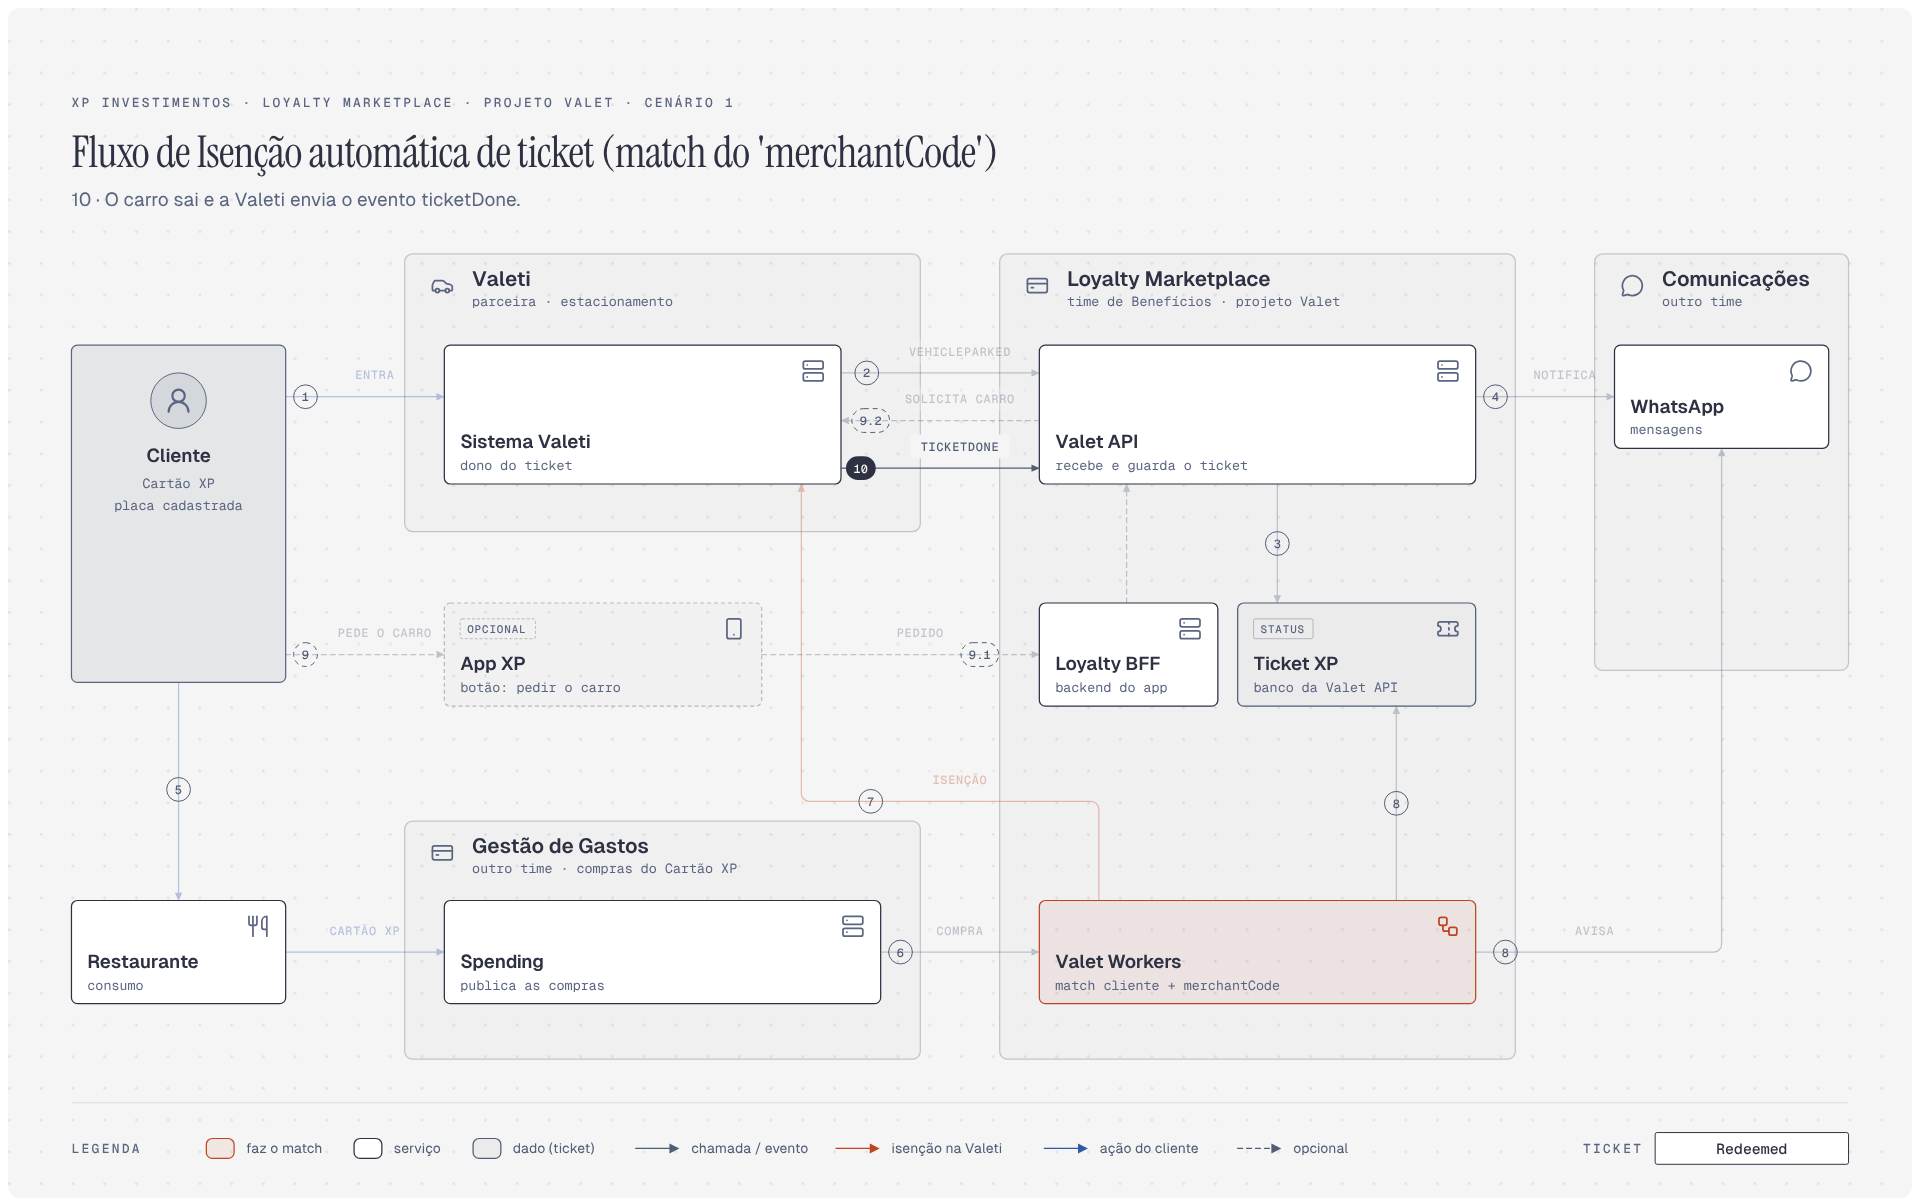 XP INVESTIMENTOS · LOYALTY MARKETPLACE · PROJETO VALET · CENÁRIO 1
Fluxo de Isenção automática de ticket (match do 'merchantCode')
10 · O carro sai e a Valeti envia o evento ticketDone.
Valeti
parceira · estacionamento
Loyalty Marketplace
time de Benefícios · projeto Valet
Comunicações
outro time
Cliente
Cartão XP
placa cadastrada
1
ENTRA
Sistema Valeti
dono do ticket
2
VEHICLEPARKED
9.2
SOLICITA CARRO
10
TICKETDONE
Valet API
recebe e guarda o ticket
4
NOTIFICA
WhatsApp
mensagens
3
9
PEDE O CARRO
OPCIONAL
App XP
botão: pedir o carro
PEDIDO
9.1
Loyalty BFF
backend do app
STATUS
Ticket XP
banco da Valet API
5
ISENÇÃO
7
8
Gestão de Gastos
outro time · compras do Cartão XP
Restaurante
consumo
CARTÃO XP
Spending
publica as compras
6
COMPRA
Valet Workers
match cliente + merchantCode
8
AVISA
LEGENDA
faz o match
serviço
dado (ticket)
chamada / evento
isenção na Valeti
ação do cliente
opcional
TICKET
Redeemed